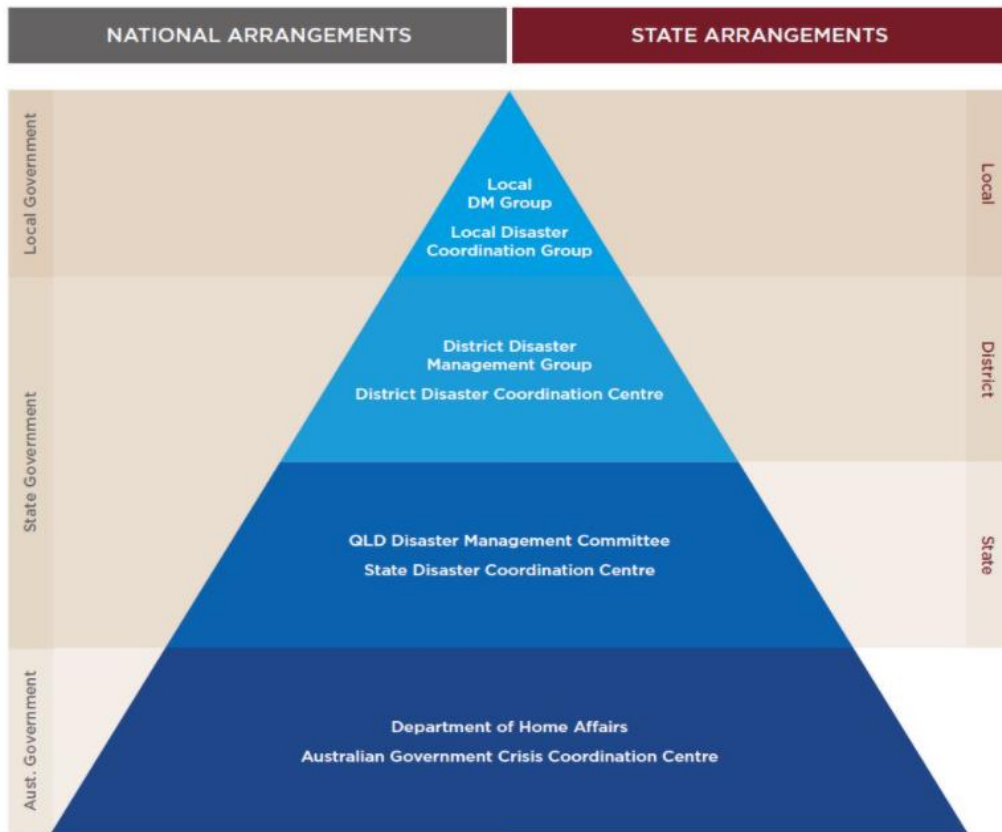 NATIONAL ARRANGEMENTS
STATE ARRANGEMENTS
Local Government
Local
DM Group
Local Disaster
Coordination Group
Local
State Government
District Disaster
Management Group
District Disaster Coordination Centre
District
QLD Disaster Management Committee
State Disaster Coordination Centre
State
Aust. Government
Department of Home Affairs
Australian Government Crisis Coordination Centre